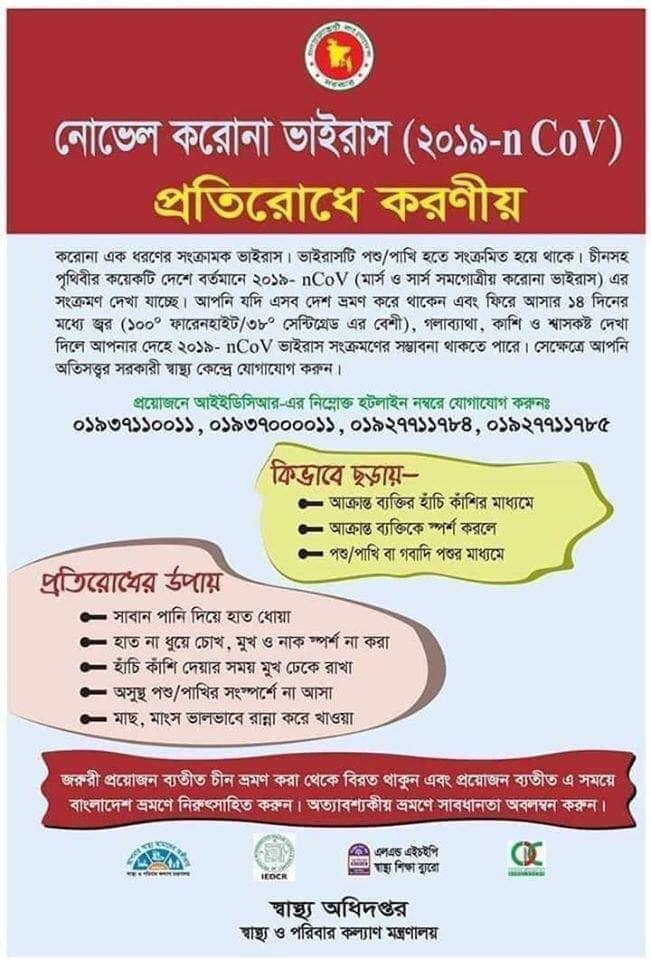 নোভেল করোনা ভাইরাস (২০১৯-n CoV)
প্রতিরোধে করণীয়
করোনা এক ধরণের সংক্রামক ভাইরাস। ভাইরাসটি পশু/পাখি হতে সংক্রমিত হয়ে থাকে। চীনসহ
পৃথিবীর কয়েকটি দেশে বর্তমানে ২০১৯- nCoV (মার্স ও সার্স সমগোত্রীয় করোনা ভাইরাস) এর
সংক্রমণ দেখা যাচ্ছে। আপনি যদি এসব দেশ ভ্রমণ করে থাকেন এবং ফিরে আসার ১৪ দিনের
মধ্যে জ্বর (১০০° ফারেনহাইট/৩৮° সেন্টিগ্রেড এর বেশী), গলাব্যাথা, কাশি ও শ্বাসকষ্ট দেখা
দিলে আপনার দেহে ২০১৯- nCoV ভাইরাস সংক্রমণের সম্ভাবনা থাকতে পারে। সেক্ষেত্রে আপনি
অতিসত্ত্বর সরকারী স্বাস্থ্য কেন্দ্রে যোগাযোগ করুন।
প্রয়োজনে আইইডিসিআর-এর নিম্নোক্ত হটলাইন নম্বরে যোগাযোগ করুনঃ
০১৯৩৭১১০০১১, ০১৯৩৭০০০০১১, ০১৯২৭৭১১৭৮৪, ০১৯২৭৭১১৭৮৫
কিভাবে ছড়ায়–
আক্রান্ত ব্যক্তির হাঁচি কাঁশির মাধ্যমে
আক্রান্ত ব্যক্তিকে স্পর্শ করলে
পশু/পাখি বা গবাদি পশুর মাধ্যমে
প্রতিরোধের উপায়
সাবান পানি দিয়ে হাত ধোয়া
হাত না ধুয়ে চোখ, মুখ ও নাক স্পর্শ না করা
হাঁচি কাঁশি দেয়ার সময় মুখ ঢেকে রাখা
অসুস্থ পশু/পাখির সংস্পর্শে না আসা
মাছ, মাংস ভালভাবে রান্না করে খাওয়া
জরুরী প্রয়োজন ব্যতীত চীন ভ্রমণ করা থেকে বিরত থাকুন এবং প্রয়োজন ব্যতীত এ সময়ে
বাংলাদেশ ভ্রমণে নিরুৎসাহিত করুন। অত্যাবশ্যকীয় ভ্রমণে সাবধানতা অবলম্বন করুন।
স্বাস্থ্য ও পরিবার কল্যাণ মন্ত্রণালয়
IEDCR
এলএন্ড এইচইপি
স্বাস্থ্য শিক্ষা ব্যুরো
স্বাস্থ্য অধিদপ্তর
স্বাস্থ্য ও পরিবার কল্যাণ মন্ত্রণালয়